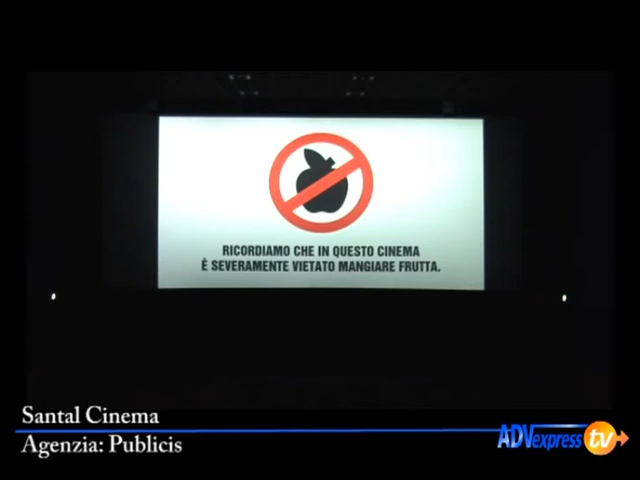 RICORDIAMO CHE IN QUESTO CINEMA
È SEVERAMENTE VIETATO MANGIARE FRUTTA.
Santal Cinema
Agenzia: Publicis
ADVexpress tv